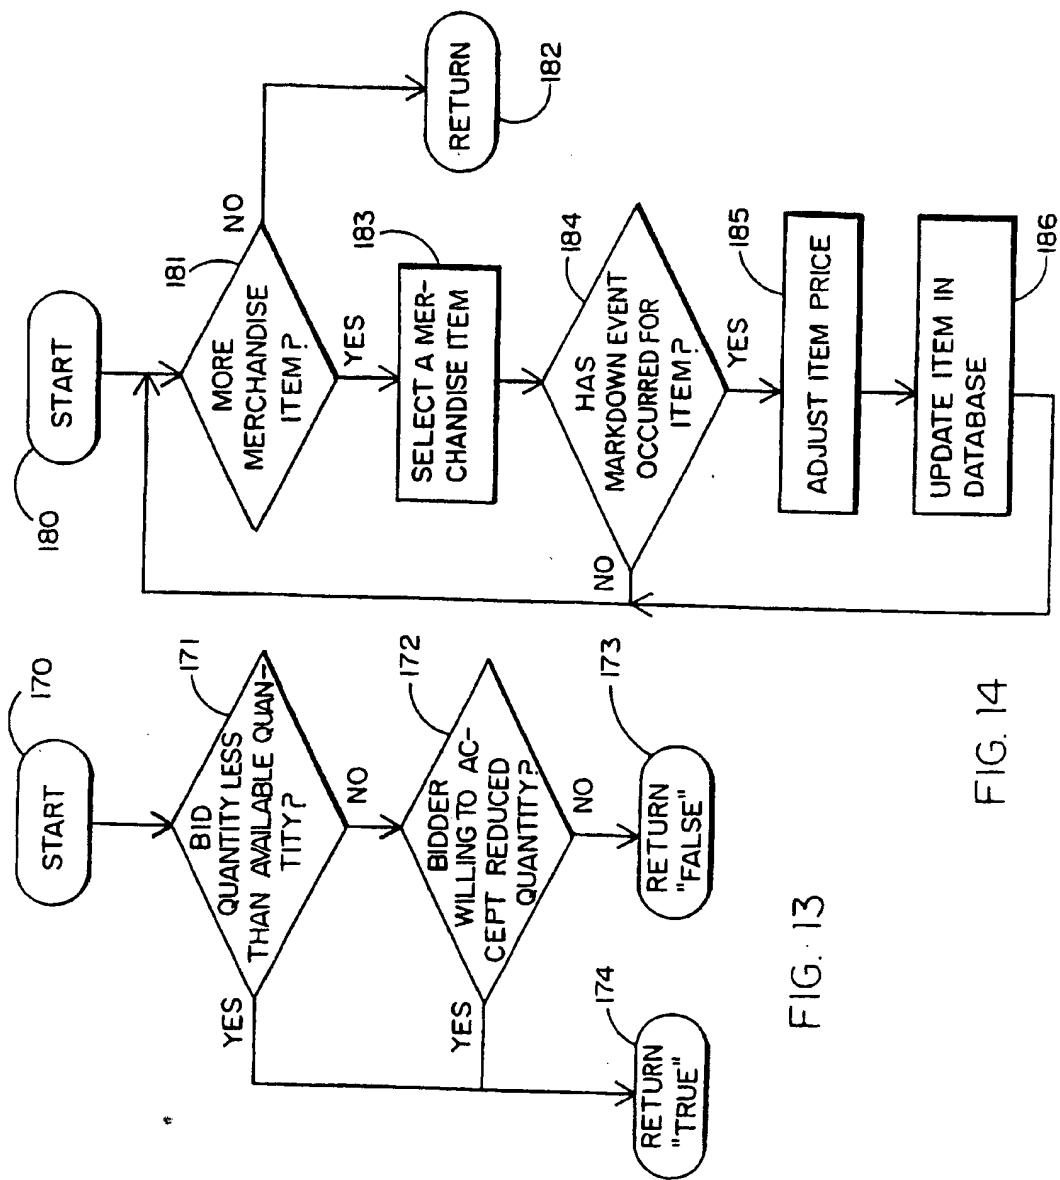 170
START
171
BID
QUANTITY LESS
THAN AVAILABLE QUAN-
TITY?
YES
NO
172
BIDDER
WILLING TO AC-
CEPT REDUCED
QUANTITY?
YES
NO
174
RETURN
"TRUE"
173
RETURN
"FALSE"
FIG. 13
180
START
181
MORE
MERCHANDISE
ITEM?
NO
YES
RETURN
182
183
SELECT A MER-
CHANDISE ITEM
184
HAS
MARKDOWN EVENT
OCCURRED FOR
ITEM?
NO
YES
185
ADJUST ITEM PRICE
UPDATE ITEM IN
DATABASE
186
FIG. 14